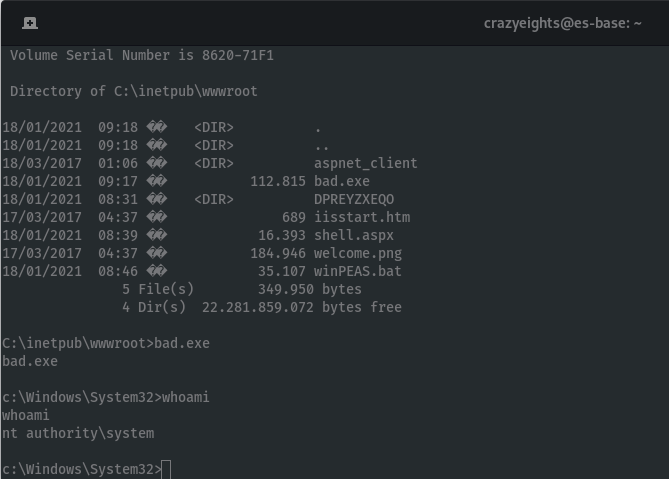 crazyeights@es-base: ~
Volume Serial Number is 8620-71F1
Directory of C:\inetpub\wwwroot
18/01/2021  09:18 ��    <DIR>          .
18/01/2021  09:18 ��    <DIR>          ..
18/03/2017  01:06 ��    <DIR>          aspnet_client
18/01/2021  09:17 ��           112.815 bad.exe
18/01/2021  08:31 ��    <DIR>          DPREYZXEQO
17/03/2017  04:37 ��               689 iisstart.htm
18/01/2021  08:39 ��            16.393 shell.aspx
17/03/2017  04:37 ��           184.946 welcome.png
18/01/2021  08:46 ��            35.107 winPEAS.bat
5 File(s)        349.950 bytes
4 Dir(s)  22.281.859.072 bytes free
C:\inetpub\wwwroot>bad.exe
bad.exe
c:\Windows\System32>whoami
whoami
nt authority\system
c:\Windows\System32>